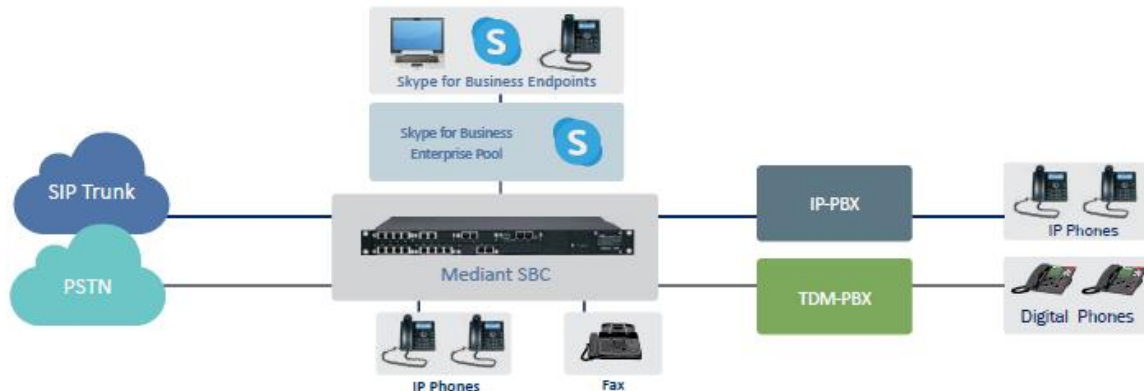 Skype for Business Endpoints
Skype for Business
Enterprise Pool
SIP Trunk
IP-PBX
IP Phones
Mediant SBC
PSTN
TDM-PBX
Digital Phones
IP Phones
Fax